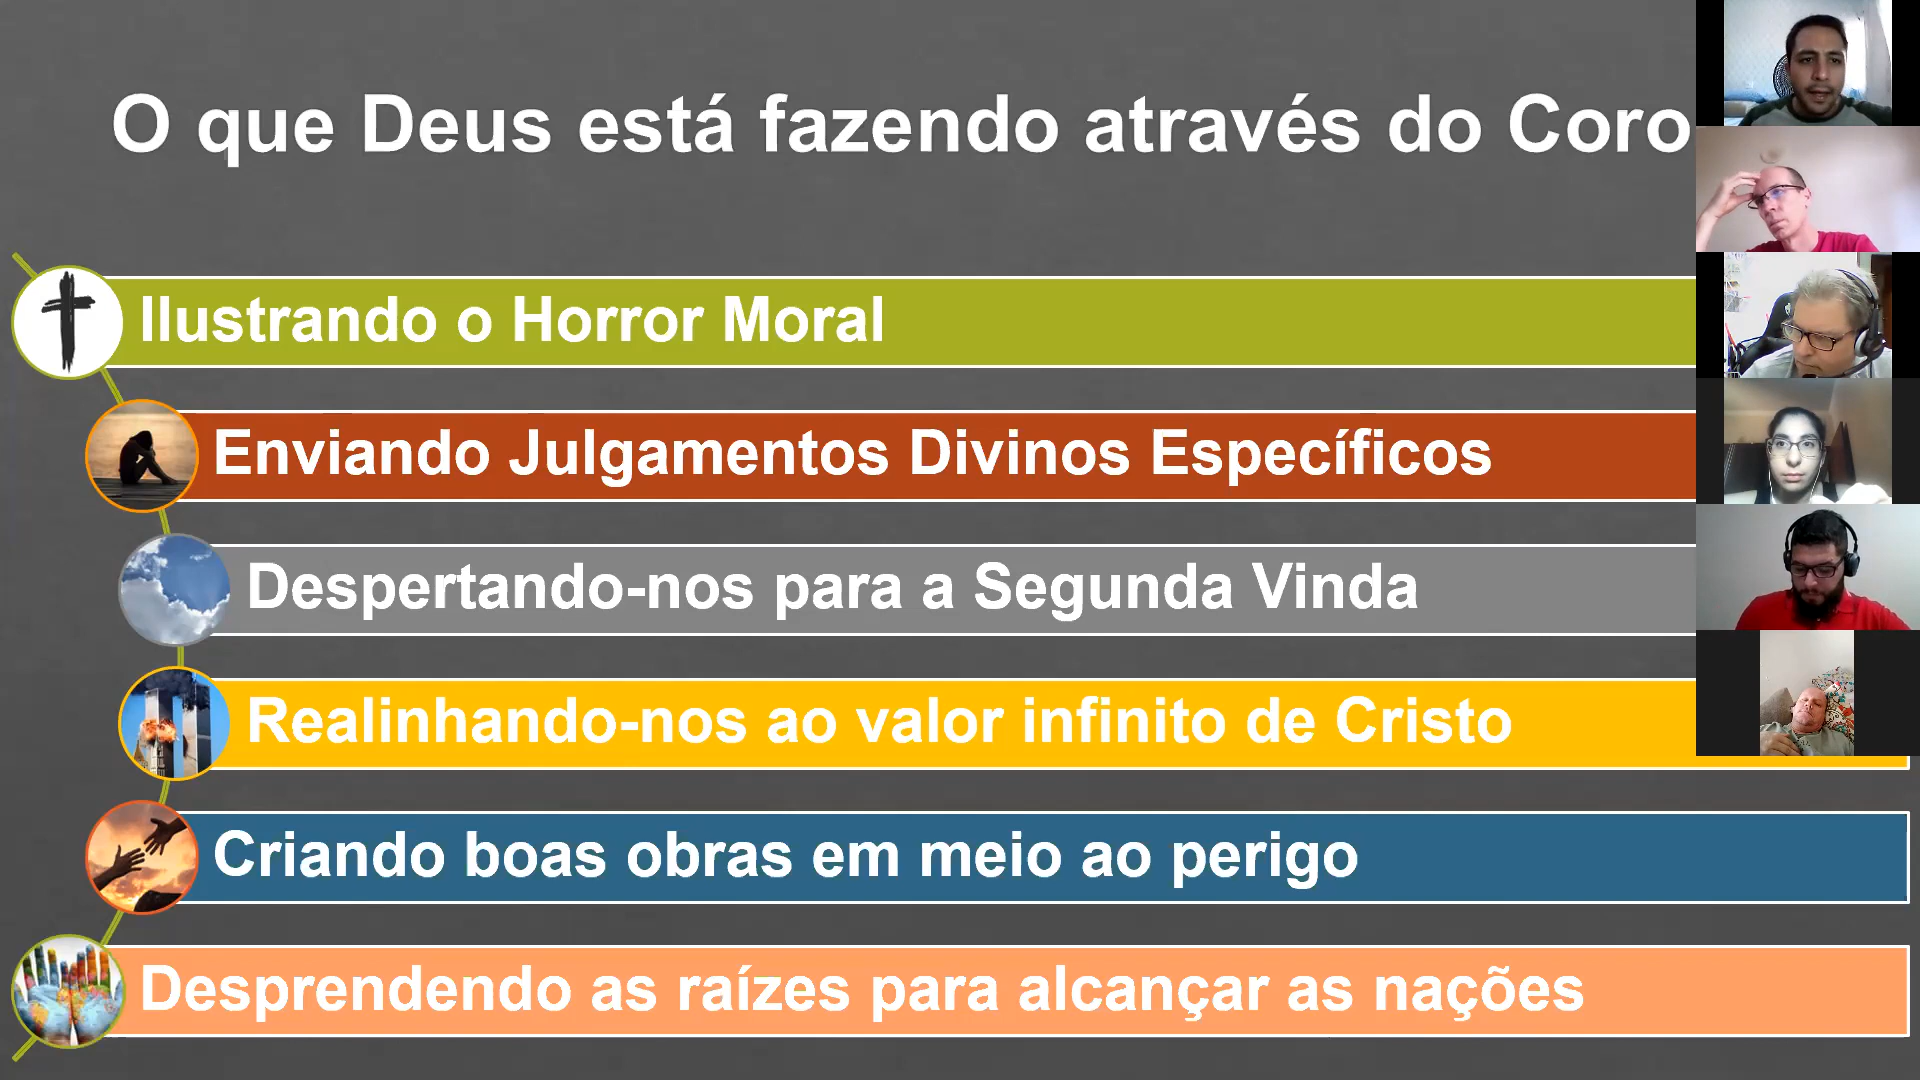 O que Deus está fazendo através do Coro
Ilustrando o Horror Moral
Enviando Julgamentos Divinos Específicos
Despertando-nos para a Segunda Vinda
Realinhando-nos ao valor infinito de Cristo
Criando boas obras em meio ao perigo
Desprendendo as raízes para alcançar as nações